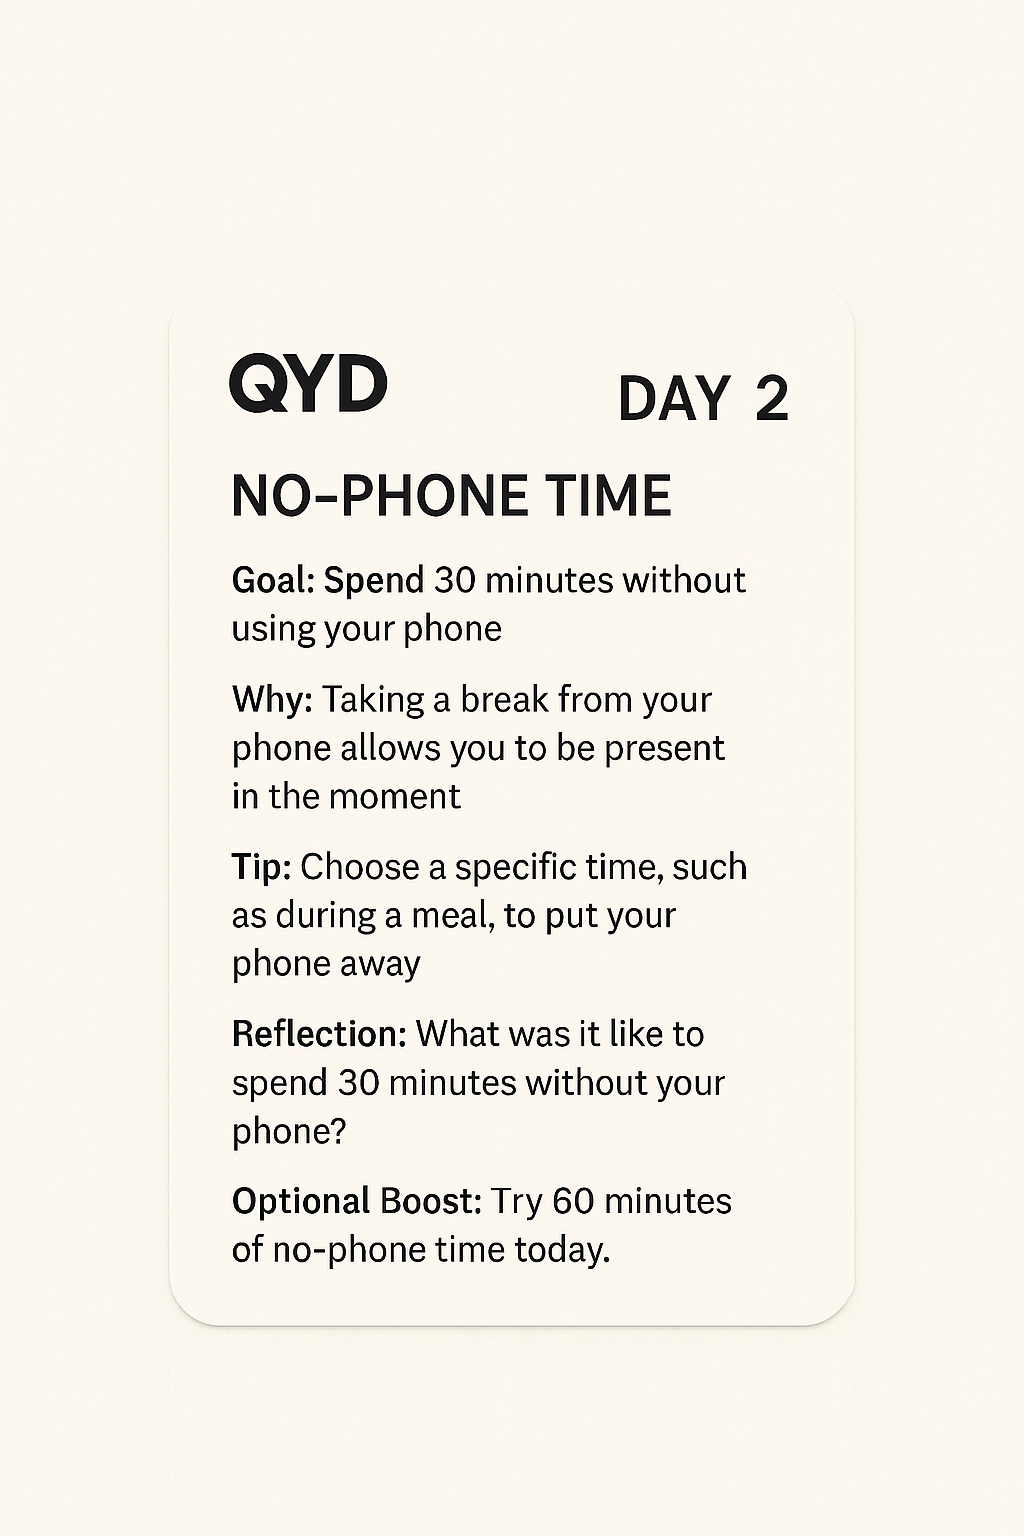 QYD
DAY 2
NO-PHONE TIME
Goal: Spend 30 minutes without
using your phone
Why: Taking a break from your
phone allows you to be present
in the moment
Tip: Choose a specific time, such
as during a meal, to put your
phone away
Reflection: What was it like to
spend 30 minutes without your
phone?
Optional Boost: Try 60 minutes
of no-phone time today.